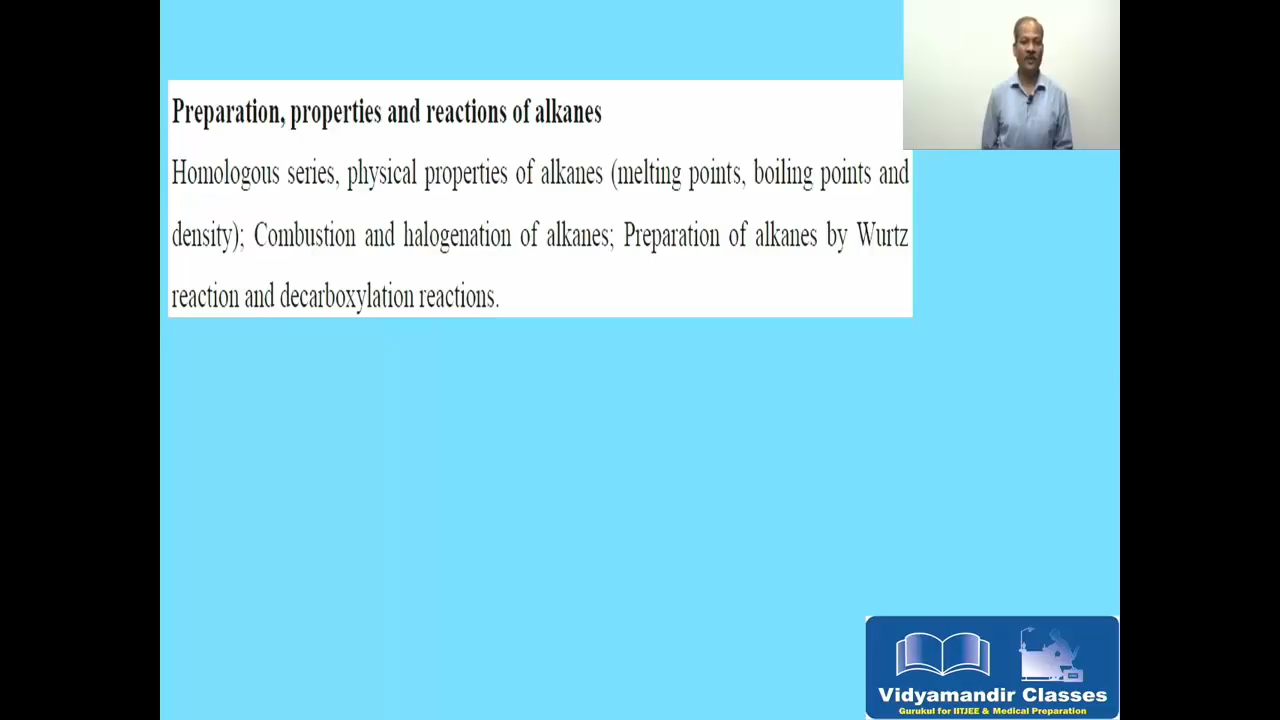 Preparation, properties and reactions of alkanes
Homologous series, physical properties of alkanes (melting points, boiling points and
density); Combustion and halogenation of alkanes; Preparation of alkanes by Wurtz
reaction and decarboxylation reactions.
Vidyamandir Classes
Gurukul for IITJEE & Medical Preparation